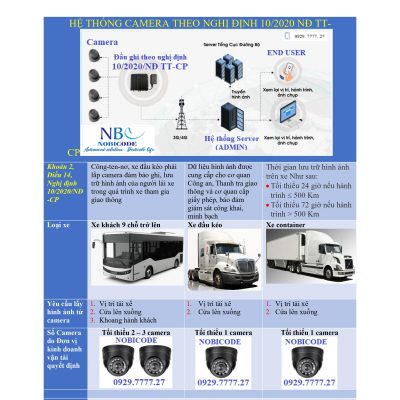 HỆ THỐNG CAMERA THEO NGHỊ ĐỊNH 10/2020 NĐ TT-
0929.7777.27
Camera
Server Tổng Cục Đường Bộ
END USER
Đầu ghi theo nghị định
10/2020/NĐ TT-CP
Truyền hình
ảnh
Xem lại vị trí, hành trình,
ảnh chụp
3G/4G
Hệ thống Server
(ADMIN)
Xem lại vị trí, hành trình,
ảnh chụp
NBC
NOBICODE
CP
Khoản 2,
Điều 14,
Nghị định
10/2020/NĐ
-CP
Công-ten-nơ, xe đầu kéo phải
lắp camera đảm bảo ghi, lưu
trữ hình ảnh của người lái xe
trong quá trình xe tham gia
giao thông
Dữ liệu hình ảnh được
cung cấp cho cơ quan
Công an, Thanh tra giao
thông và cơ quan cấp
giấy phép, bảo đảm
giám sát công khai,
minh bạch
Thời gian lưu trữ hình ảnh
trên xe Như sau:
• Tối thiểu 24 giờ nếu hành
trình ≤ 500 Km
• Tối thiểu 72 giờ nếu hành
trình > 500 Km
Loại xe
Xe khách 9 chỗ trở lên
Xe đầu kéo
Xe container
Yêu cầu lấy
hình ảnh từ
camera
1. Vị trí tài xế
2. Cửa lên xuống
3. Khoang hành khách
1. Vị trí tài xế
2. Cửa lên xuống
1. Vị trí tài xế
2. Cửa lên xuống
Số Camera
do Đơn vị
kinh doanh
vận tải
quyết định
Tối thiểu 2 – 3 camera
NOBICODE
0929.7777.27
Tối thiểu 1 camera
NOBICODE
0929.7777.27
Tối thiểu 1 camera
NOBICODE
0929.7777.27